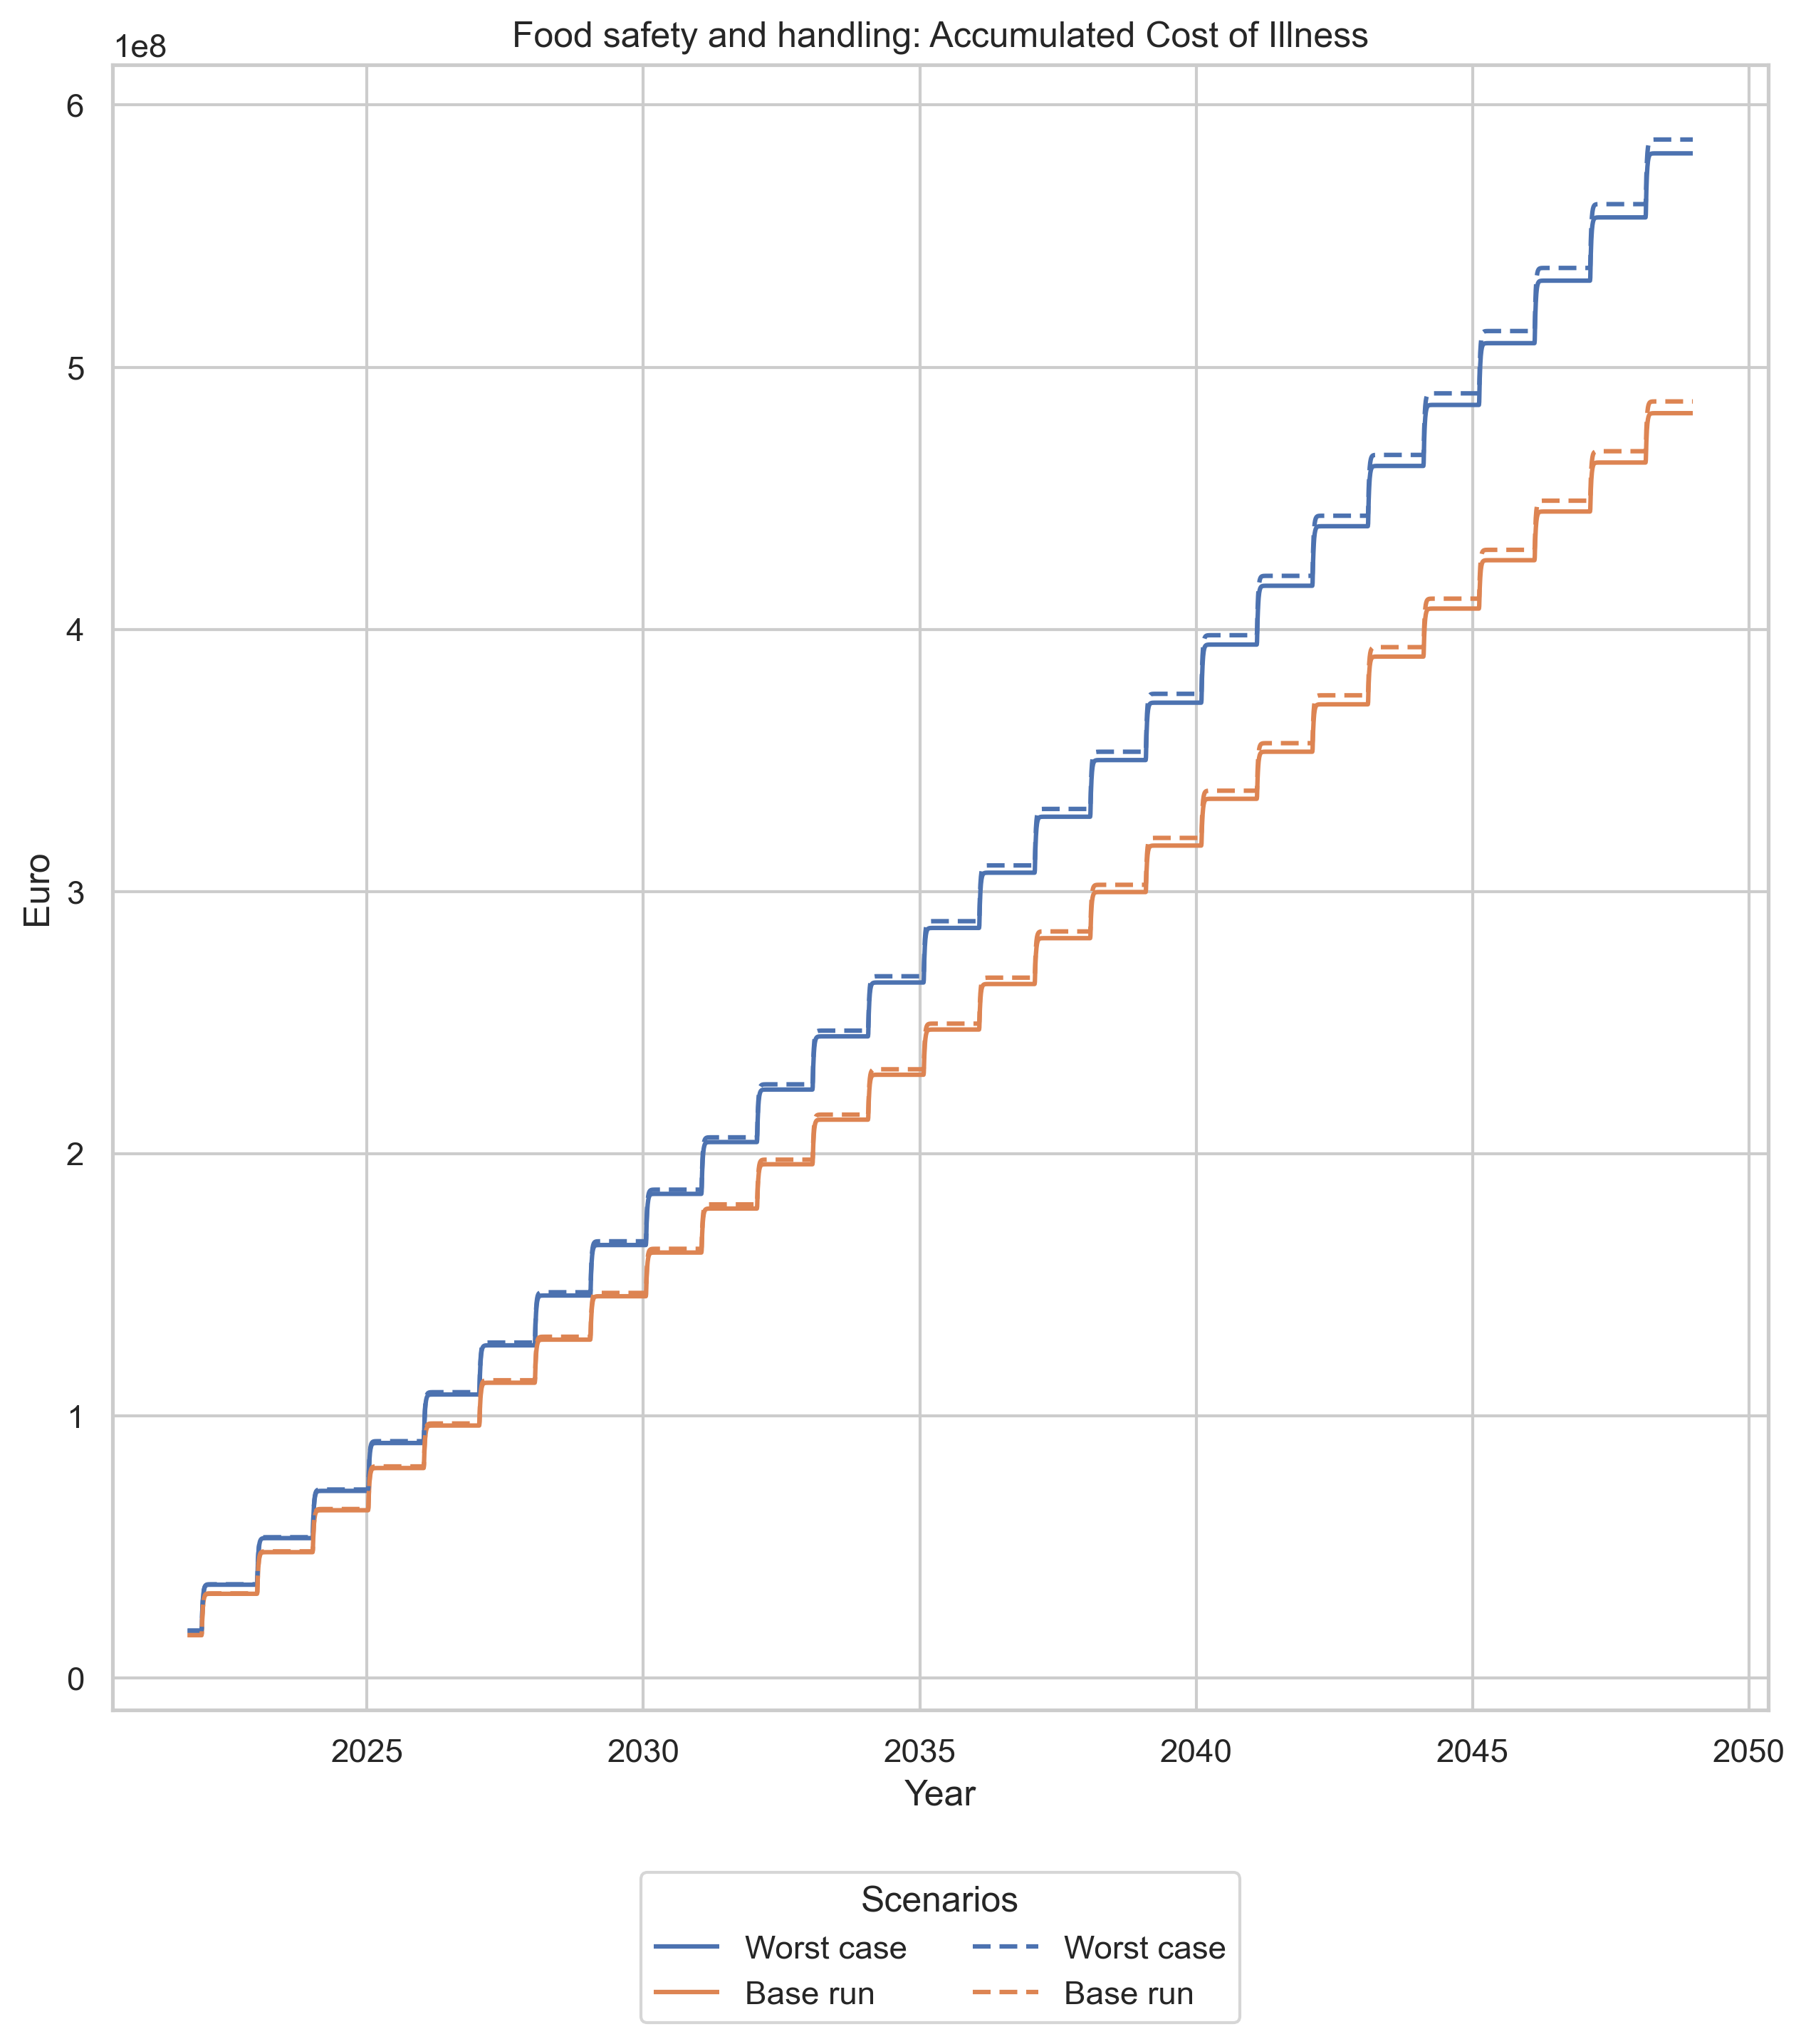 Food safety and handling: Accumulated Cost of Illness
1e8
6
5
4
3
2
1
0
Euro
2025 2030 2035 2040 2045 2050
Year
Scenarios
Worst case Worst case
Base run Base run